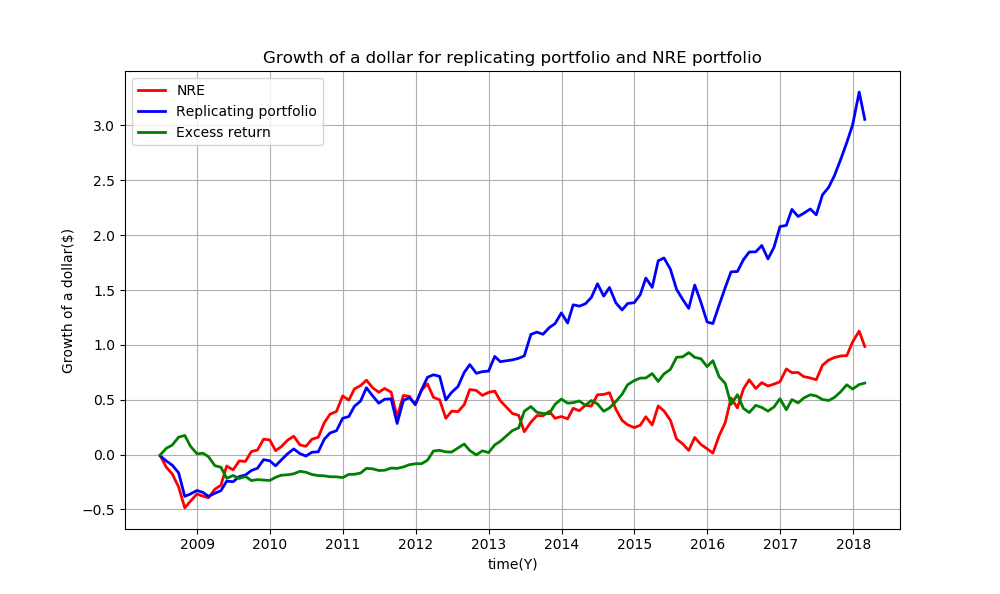 Growth of a dollar for replicating portfolio and NRE portfolio
NRE
Replicating portfolio
Excess return
Growth of a dollar($)
3.0
2.5
2.0
1.5
1.0
0.5
0.0
−0.5
2009 2010 2011 2012 2013 2014 2015 2016 2017 2018
time(Y)